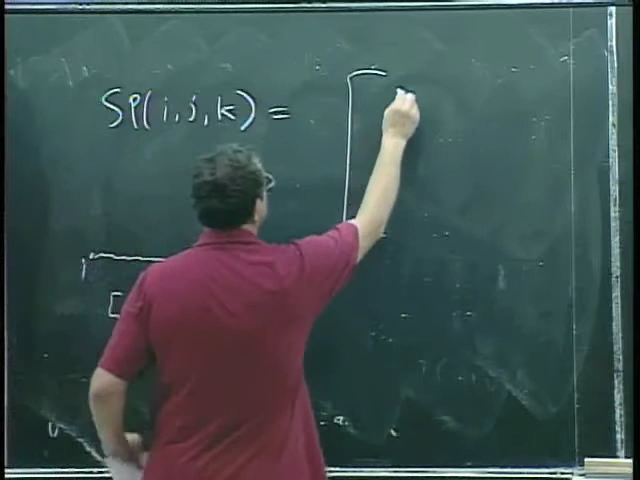 SP(i,j,k) =